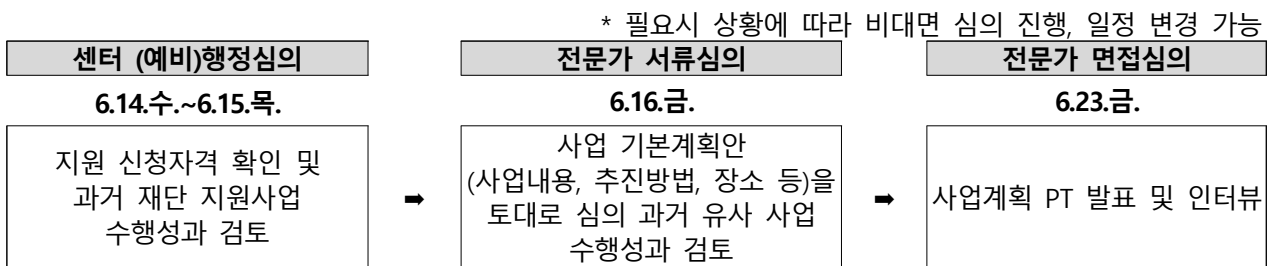 * 필요시 상황에 따라 비대면 심의 진행, 일정 변경 가능
센터 (예비)행정심의
6.14.수.~6.15.목.
지원 신청자격 확인 및
과거 재단 지원사업
수행성과 검토
➡
전문가 서류심의
6.16.금.
사업 기본계획안
(사업내용, 추진방법, 장소 등)을
토대로 심의 과거 유사 사업
수행성과 검토
➡
전문가 면접심의
6.23.금.
사업계획 PT 발표 및 인터뷰